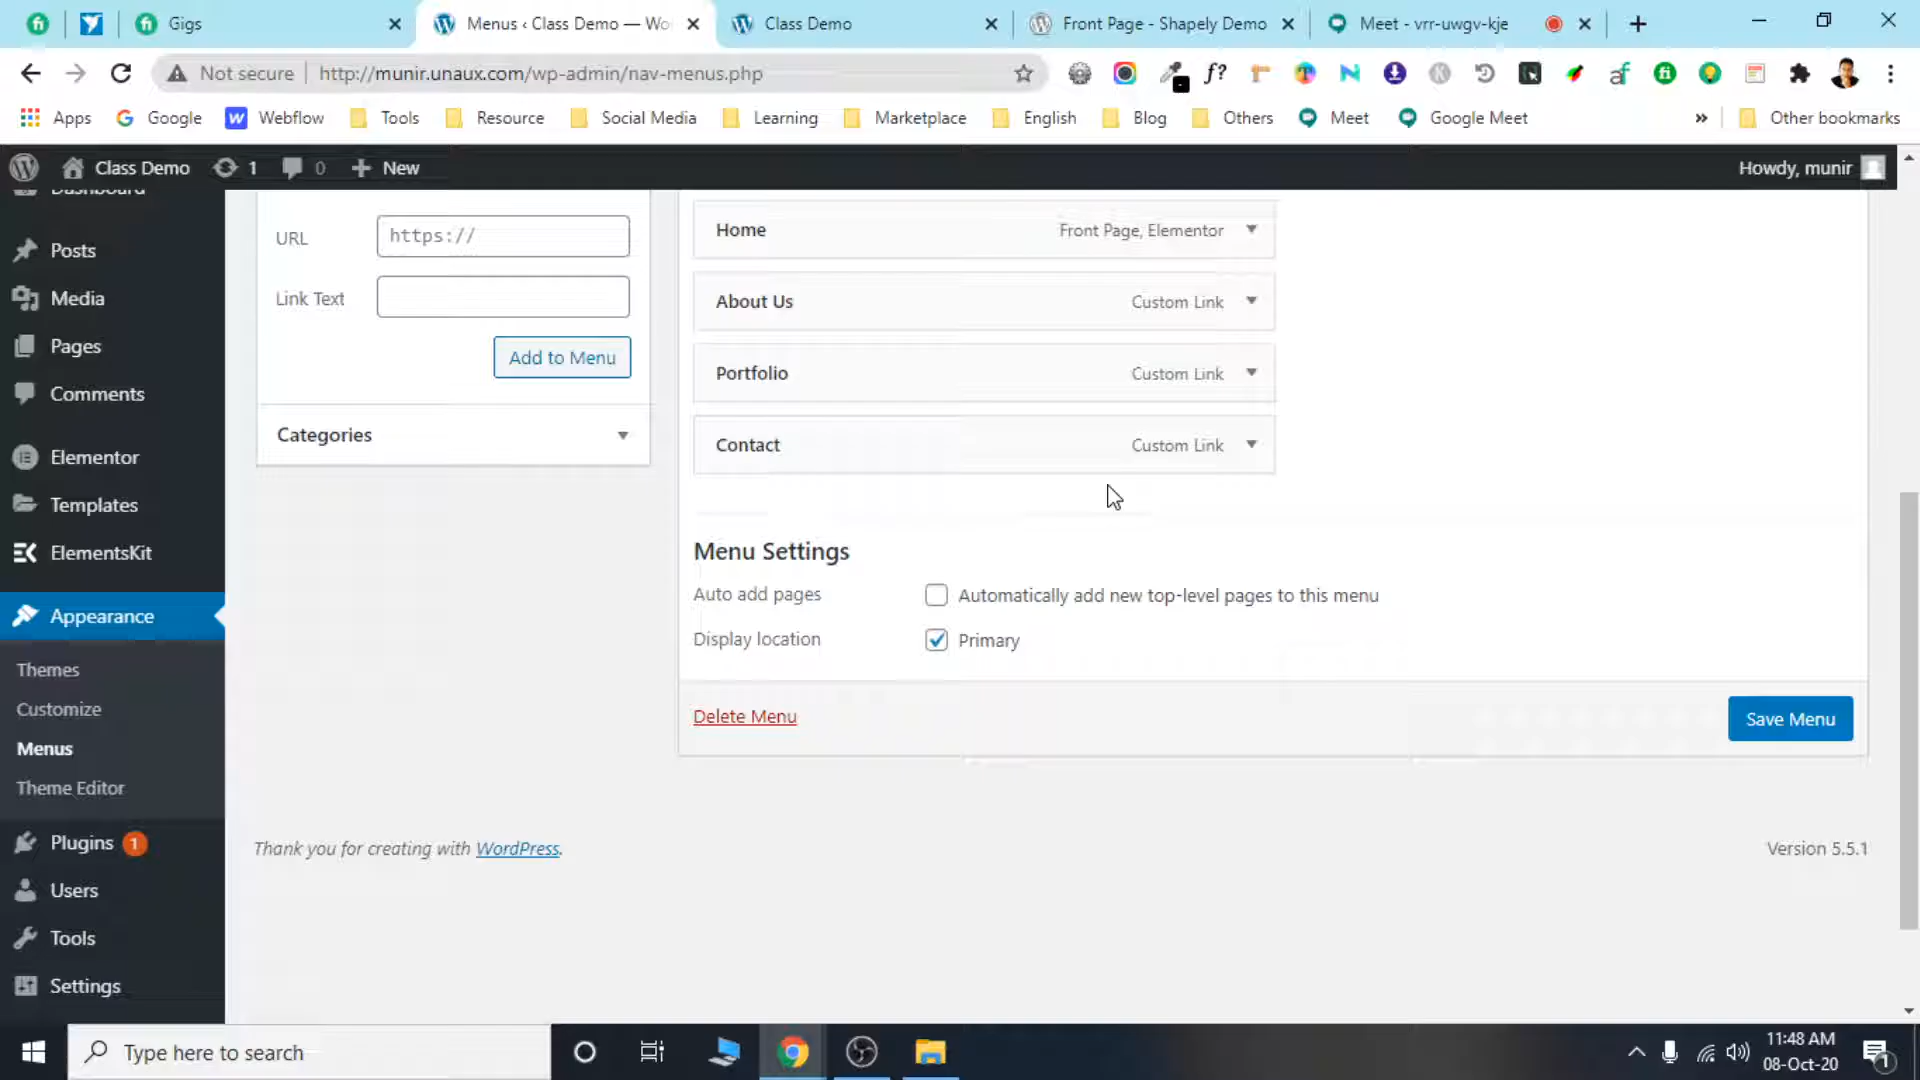 Gigs
Menus ‹ Class Demo — Wo
Class Demo
Front Page - Shapely Demo
Meet - vrr-uwgv-kje
Not secure
http://munir.unaux.com/wp-admin/nav-menus.php
Apps
Google
Webflow
Tools
Resource
Social Media
Learning
Marketplace
English
Blog
Others
Meet
Google Meet
»
Other bookmarks
Class Demo
1
0
New
Howdy, munir
Dashboard
Posts
Media
Pages
Comments
Elementor
Templates
ElementsKit
Appearance
Themes
Customize
Menus
Theme Editor
Plugins 1
Users
Tools
Settings
URL
https://
Link Text
Add to Menu
Categories
Home
Front Page, Elementor
About Us
Custom Link
Portfolio
Custom Link
Contact
Custom Link
Menu Settings
Auto add pages
Automatically add new top-level pages to this menu
Display location
Primary
Delete Menu
Save Menu
Thank you for creating with WordPress.
Version 5.5.1
Type here to search
11:48 AM
08-Oct-20
1